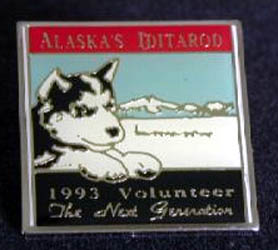 ALASKA'S IDITAROD
1993 Volunteer
The Next Generation